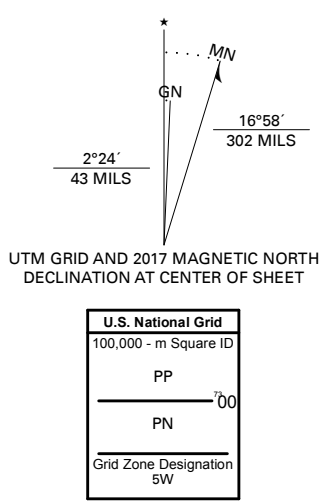 ★
MN
GN
16°58´
302 MILS
2°24´
43 MILS
UTM GRID AND 2017 MAGNETIC NORTH
DECLINATION AT CENTER OF SHEET
U.S. National Grid
100,000 - m Square ID
PP
7300
PN
Grid Zone Designation
5W